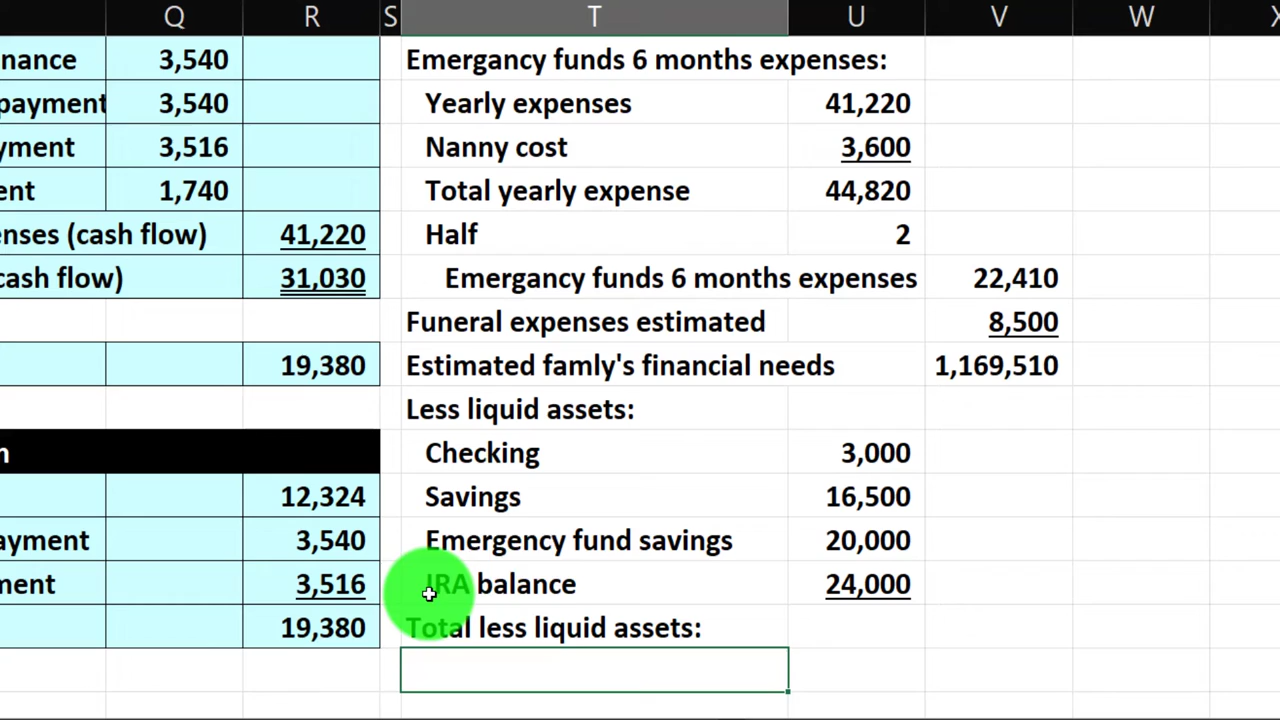 Q R S T U V W X
nance 3,540 Emergancy funds 6 months expenses:
payment 3,540 Yearly expenses 41,220
yment 3,516 Nanny cost 3,600
ent 1,740 Total yearly expense 44,820
enses (cash flow) 41,220 Half 2
cash flow) 31,030 Emergancy funds 6 months expenses 22,410
Funeral expenses estimated 8,500
19,380 Estimated famly's financial needs 1,169,510
Less liquid assets:
n Checking 3,000
12,324 Savings 16,500
ayment 3,540 Emergency fund savings 20,000
ment 3,516 IRA balance 24,000
19,380 Total less liquid assets: